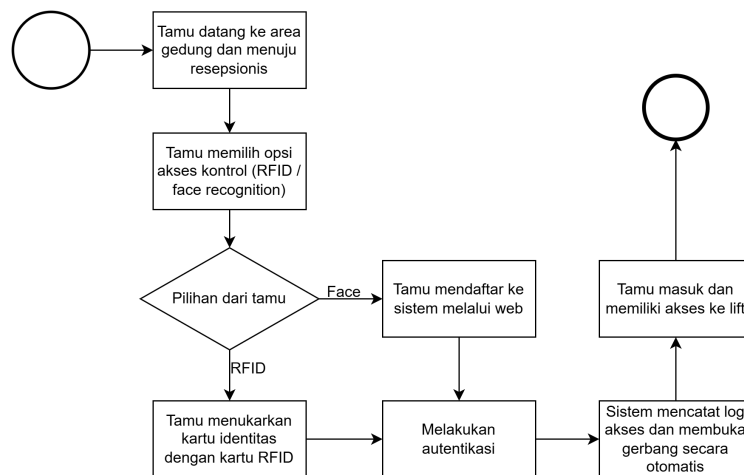 Tamu datang ke area
gedung dan menuju
resepsionis
Tamu memilih opsi
akses kontrol (RFID /
face recognition)
Pilihan dari tamu
Face
Tamu mendaftar ke
sistem melalui web
Tamu masuk dan
memiliki akses ke lift
RFID
Tamu menukarkan
kartu identitas
dengan kartu RFID
Melakukan
autentikasi
Sistem mencatat log
akses dan membuka
gerbang secara
otomatis